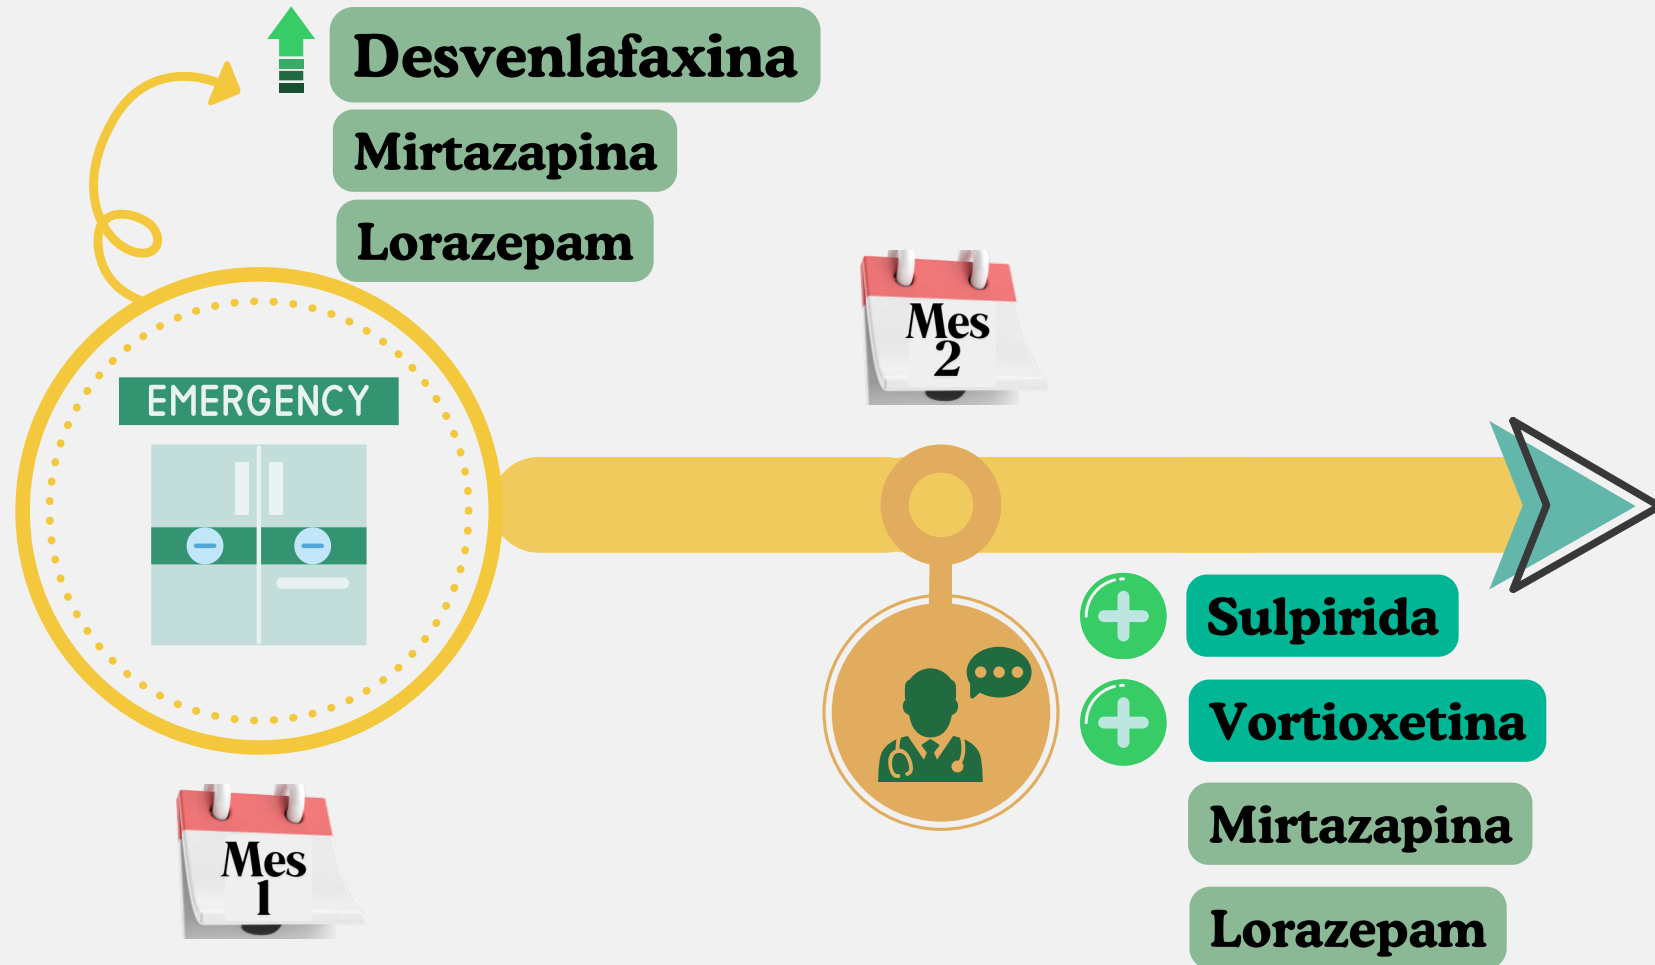 Desvenlafaxina
Mirtazapina
Lorazepam
EMERGENCY
Mes
1
Mes
2
Sulpirida
Vortioxetina
Mirtazapina
Lorazepam